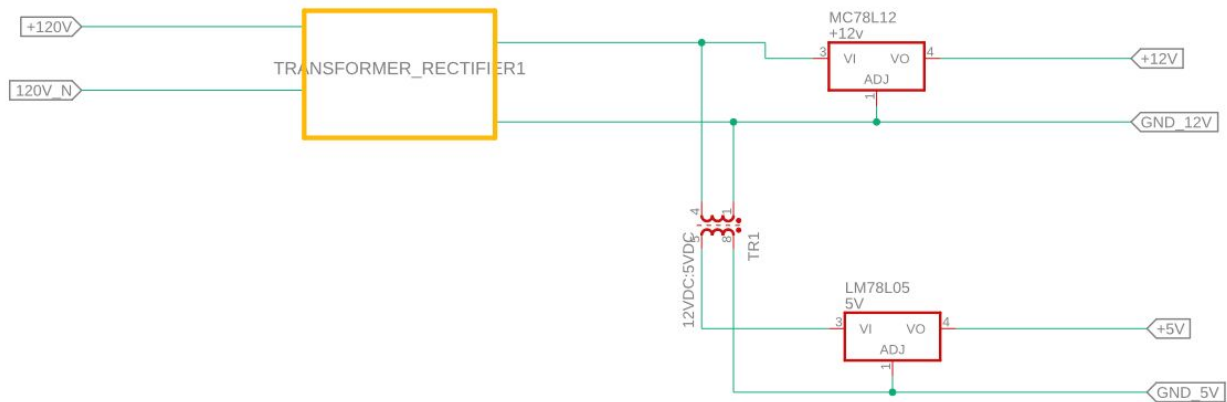 +120V
120V_N
TRANSFORMER_RECTIFIER1
MC78L12
+12v
3
VI
VO
4
ADJ
1
+12V
GND_12V
4
1
5
8
12VDC:5VDC
TR1
LM78L05
5V
3
VI
VO
4
ADJ
1
+5V
GND_5V